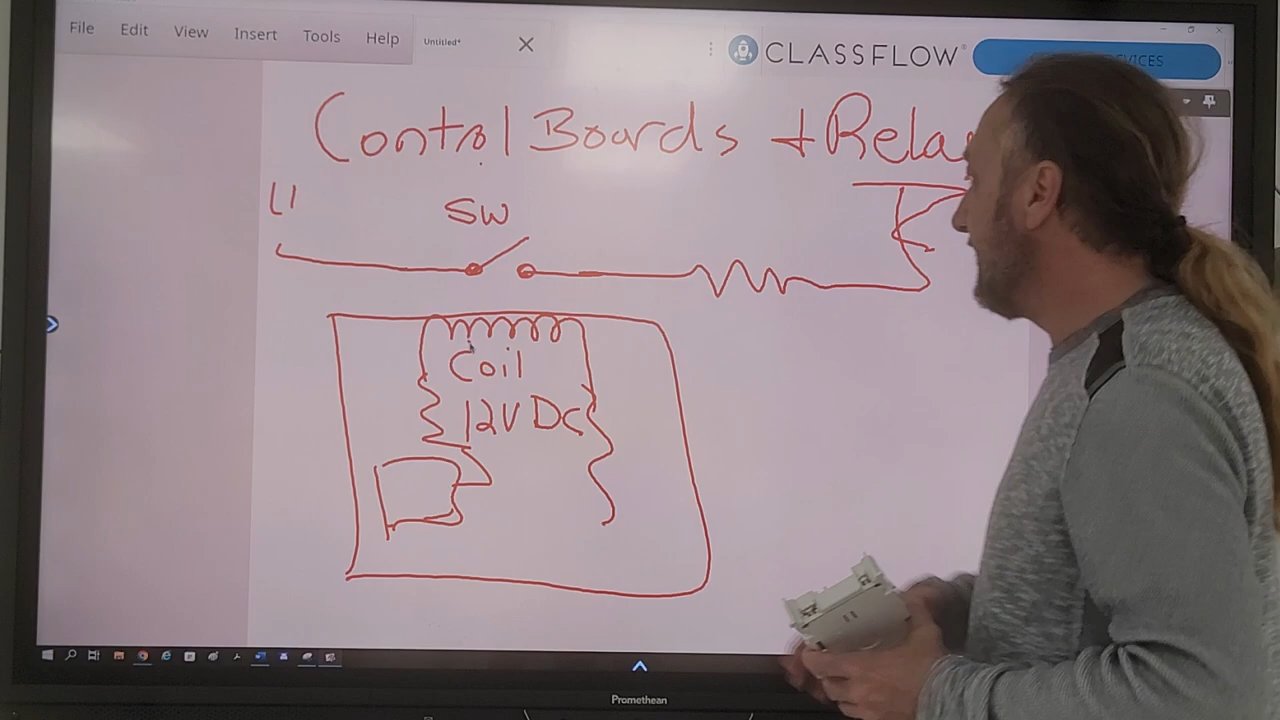 File Edit View Insert Tools Help Untitled* CLASSFLOW
Control Boards + Rela
L1
SW
Coil
12V DC
Promethean